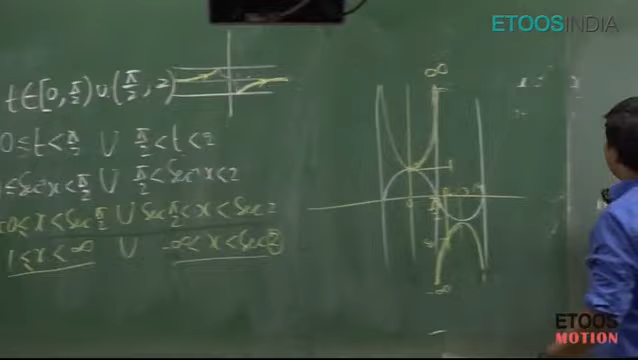 ETOOSINDIA
t∈[0, π/2) ∪ (π/2, 2)
0 ≤ t < π/2 ∪ π/2 < t < 2
≤ Sec⁻¹x < π/2 ∪ π/2 < Sec⁻¹x < 2
0 ≤ x < Sec π/2 ∪ Sec π/2 < x < Sec 2
1 ≤ x < ∞ ∪ -∞ < x < Sec 2
∞
-∞
ETOOS
MOTION